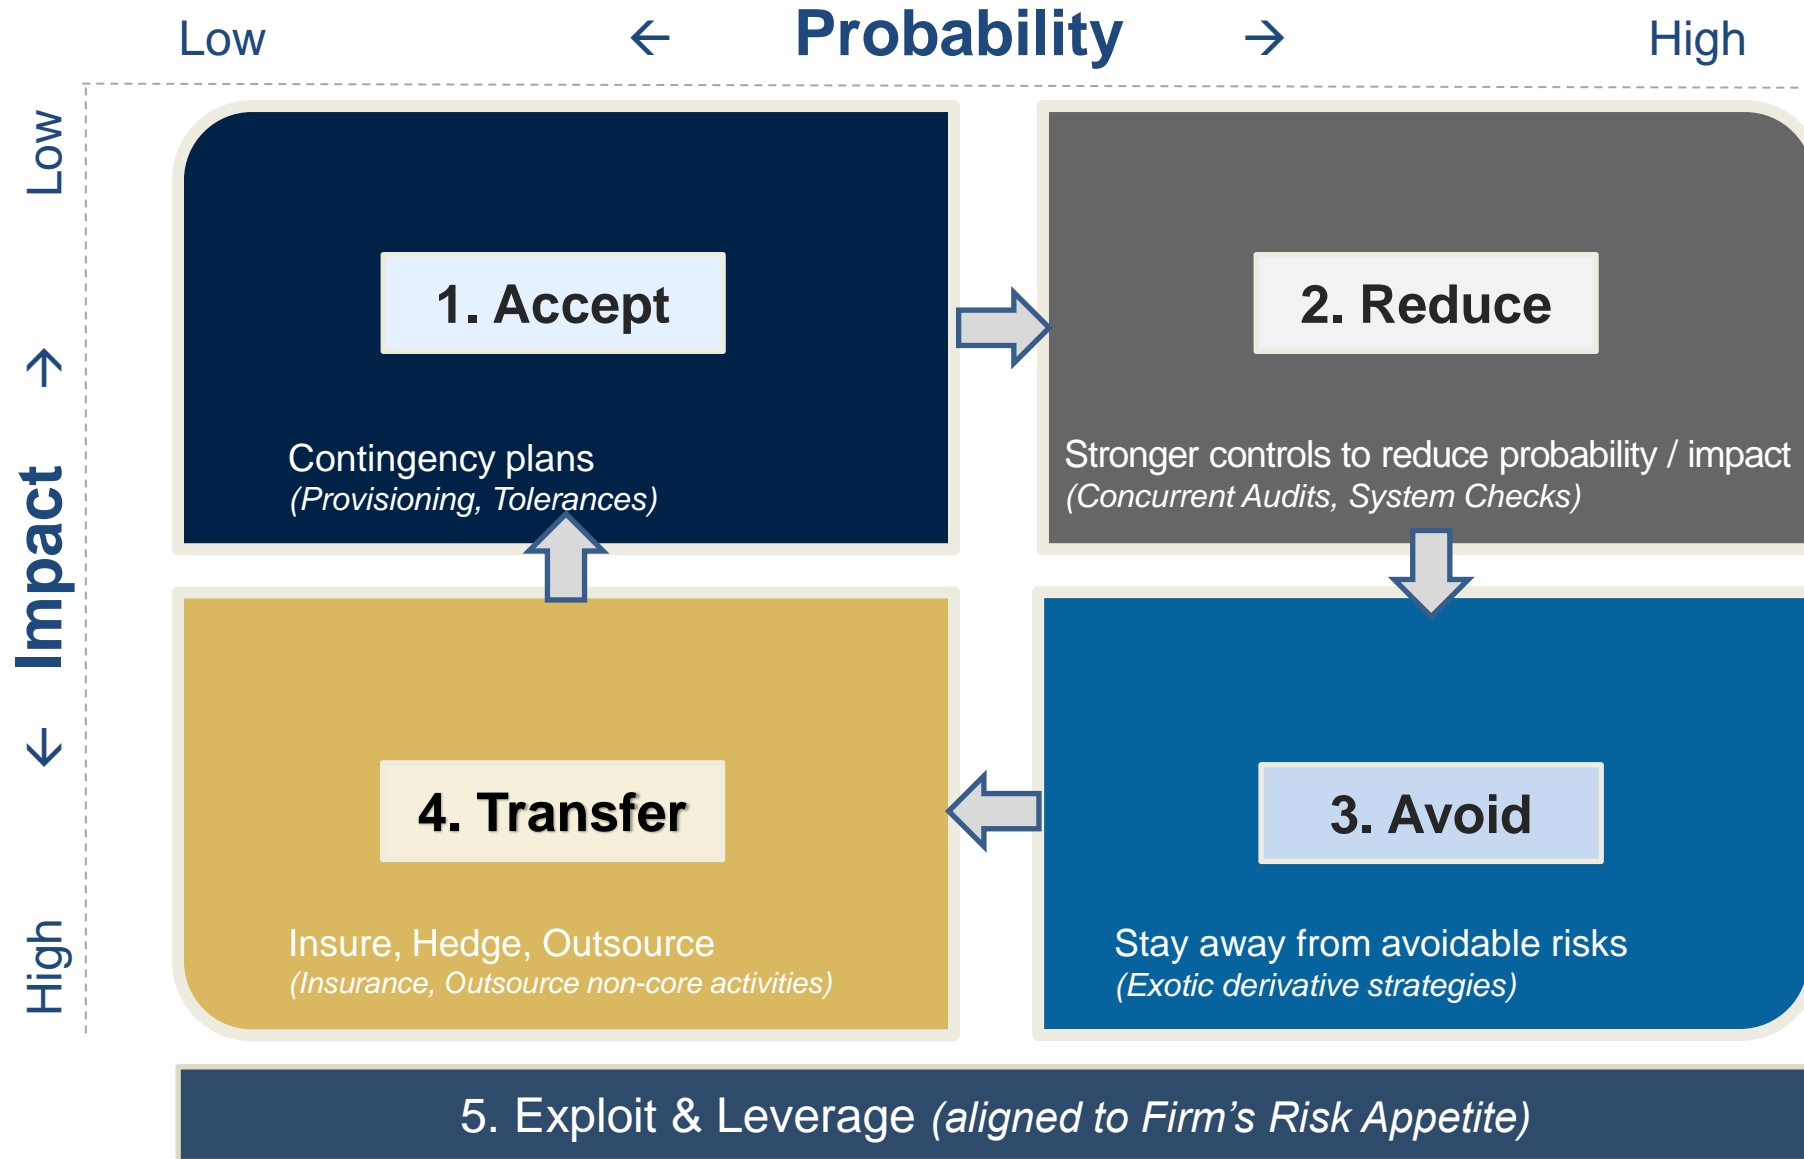 Low ← Probability → High
Low
← Impact →
High
1. Accept
Contingency plans
(Provisioning, Tolerances)
2. Reduce
Stronger controls to reduce probability / impact
(Concurrent Audits, System Checks)
4. Transfer
Insure, Hedge, Outsource
(Insurance, Outsource non-core activities)
3. Avoid
Stay away from avoidable risks
(Exotic derivative strategies)
5. Exploit & Leverage (aligned to Firm’s Risk Appetite)